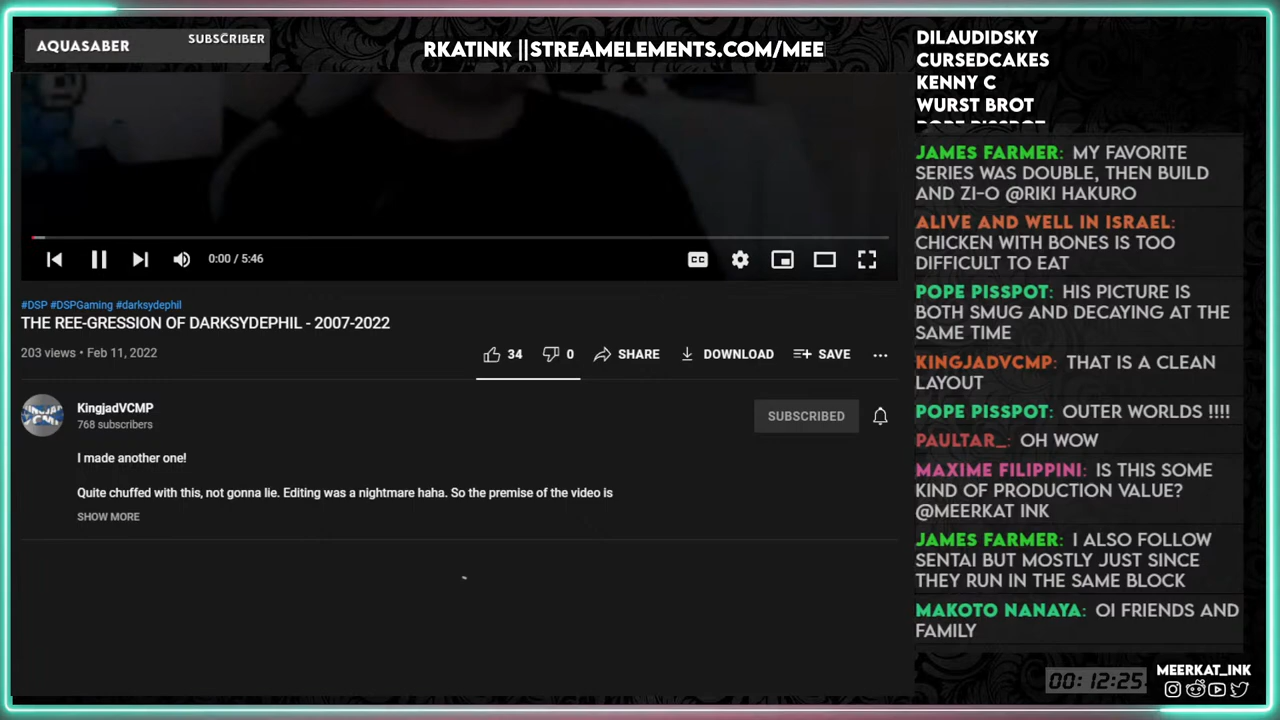 AQUASABER
SUBSCRIBER
RKATINK ||STREAMELEMENTS.COM/MEE
DILAUDIDSKY
CURSEDCAKES
KENNY C
WURST BROT
POPE PISSPOT
JAMES FARMER: MY FAVORITE
SERIES WAS DOUBLE, THEN BUILD
AND ZI-O @RIKI HAKURO
ALIVE AND WELL IN ISRAEL:
CHICKEN WITH BONES IS TOO
DIFFICULT TO EAT
POPE PISSPOT: HIS PICTURE IS
BOTH SMUG AND DECAYING AT THE
SAME TIME
KINGJADVCMP: THAT IS A CLEAN
LAYOUT
POPE PISSPOT: OUTER WORLDS !!!!
PAULTAR_: OH WOW
MAXIME FILIPPINI: IS THIS SOME
KIND OF PRODUCTION VALUE?
@MEERKAT INK
JAMES FARMER: I ALSO FOLLOW
SENTAI BUT MOSTLY JUST SINCE
THEY RUN IN THE SAME BLOCK
MAKOTO NANAYA: OI FRIENDS AND
FAMILY
0:00 / 5:46
CC
#DSP #DSPGaming #darksydephil
THE REE-GRESSION OF DARKSYDEPHIL - 2007-2022
203 views • Feb 11, 2022
34
0
SHARE
DOWNLOAD
SAVE
KingjadVCMP
768 subscribers
SUBSCRIBED
I made another one!
Quite chuffed with this, not gonna lie. Editing was a nightmare haha. So the premise of the video is
SHOW MORE
00:12:25
MEERKAT_INK